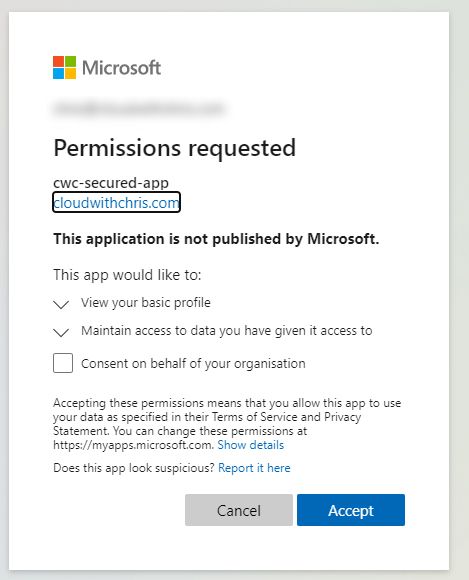 Microsoft
Permissions requested
cwc-secured-app
cloudwithchris.com
This application is not published by Microsoft.
This app would like to:
View your basic profile
Maintain access to data you have given it access to
Consent on behalf of your organisation
Accepting these permissions means that you allow this app to use
your data as specified in their Terms of Service and Privacy
Statement. You can change these permissions at
https://myapps.microsoft.com. Show details
Does this app look suspicious? Report it here
Cancel
Accept